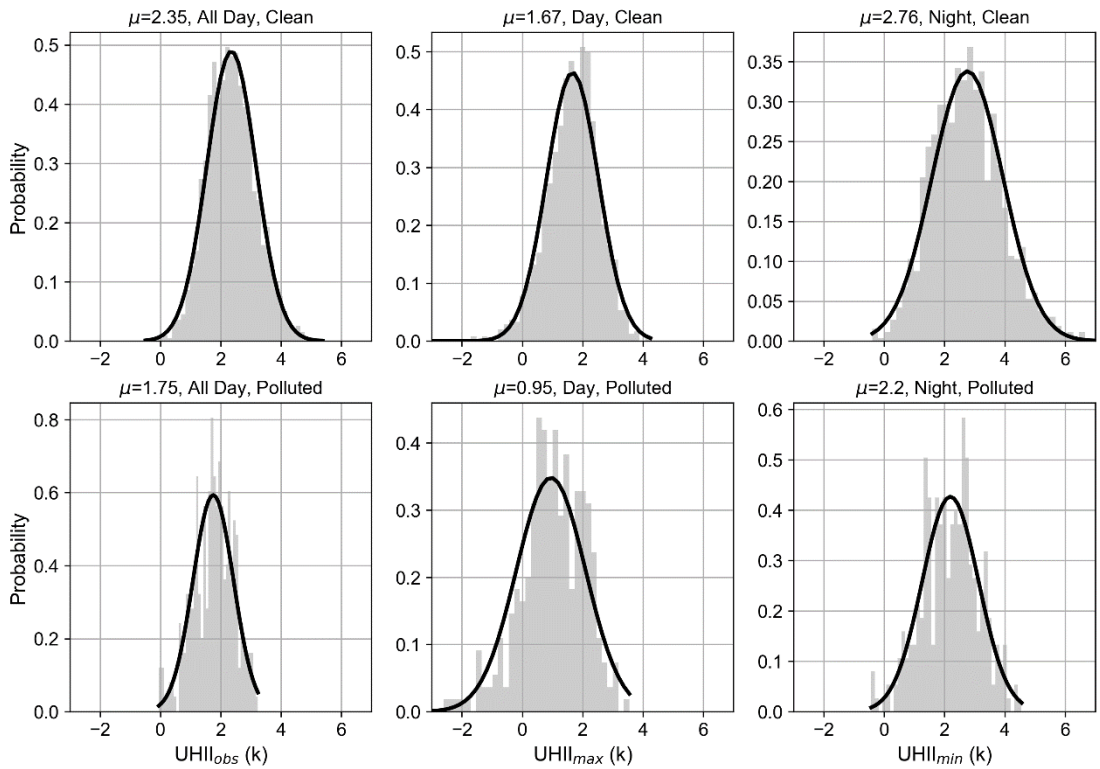 μ=2.35, All Day, Clean
μ=1.67, Day, Clean
μ=2.76, Night, Clean
Probability
0.5
0.4
0.3
0.2
0.1
0.0
−2 0 2 4 6
0.5
0.4
0.3
0.2
0.1
0.0
−2 0 2 4 6
0.35
0.30
0.25
0.20
0.15
0.10
0.05
0.00
−2 0 2 4 6
μ=1.75, All Day, Polluted
μ=0.95, Day, Polluted
μ=2.2, Night, Polluted
Probability
0.8
0.6
0.4
0.2
0.0
−2 0 2 4 6
UHII_obs (k)
0.4
0.3
0.2
0.1
0.0
−2 0 2 4 6
UHII_max (k)
0.6
0.5
0.4
0.3
0.2
0.1
0.0
−2 0 2 4 6
UHII_min (k)